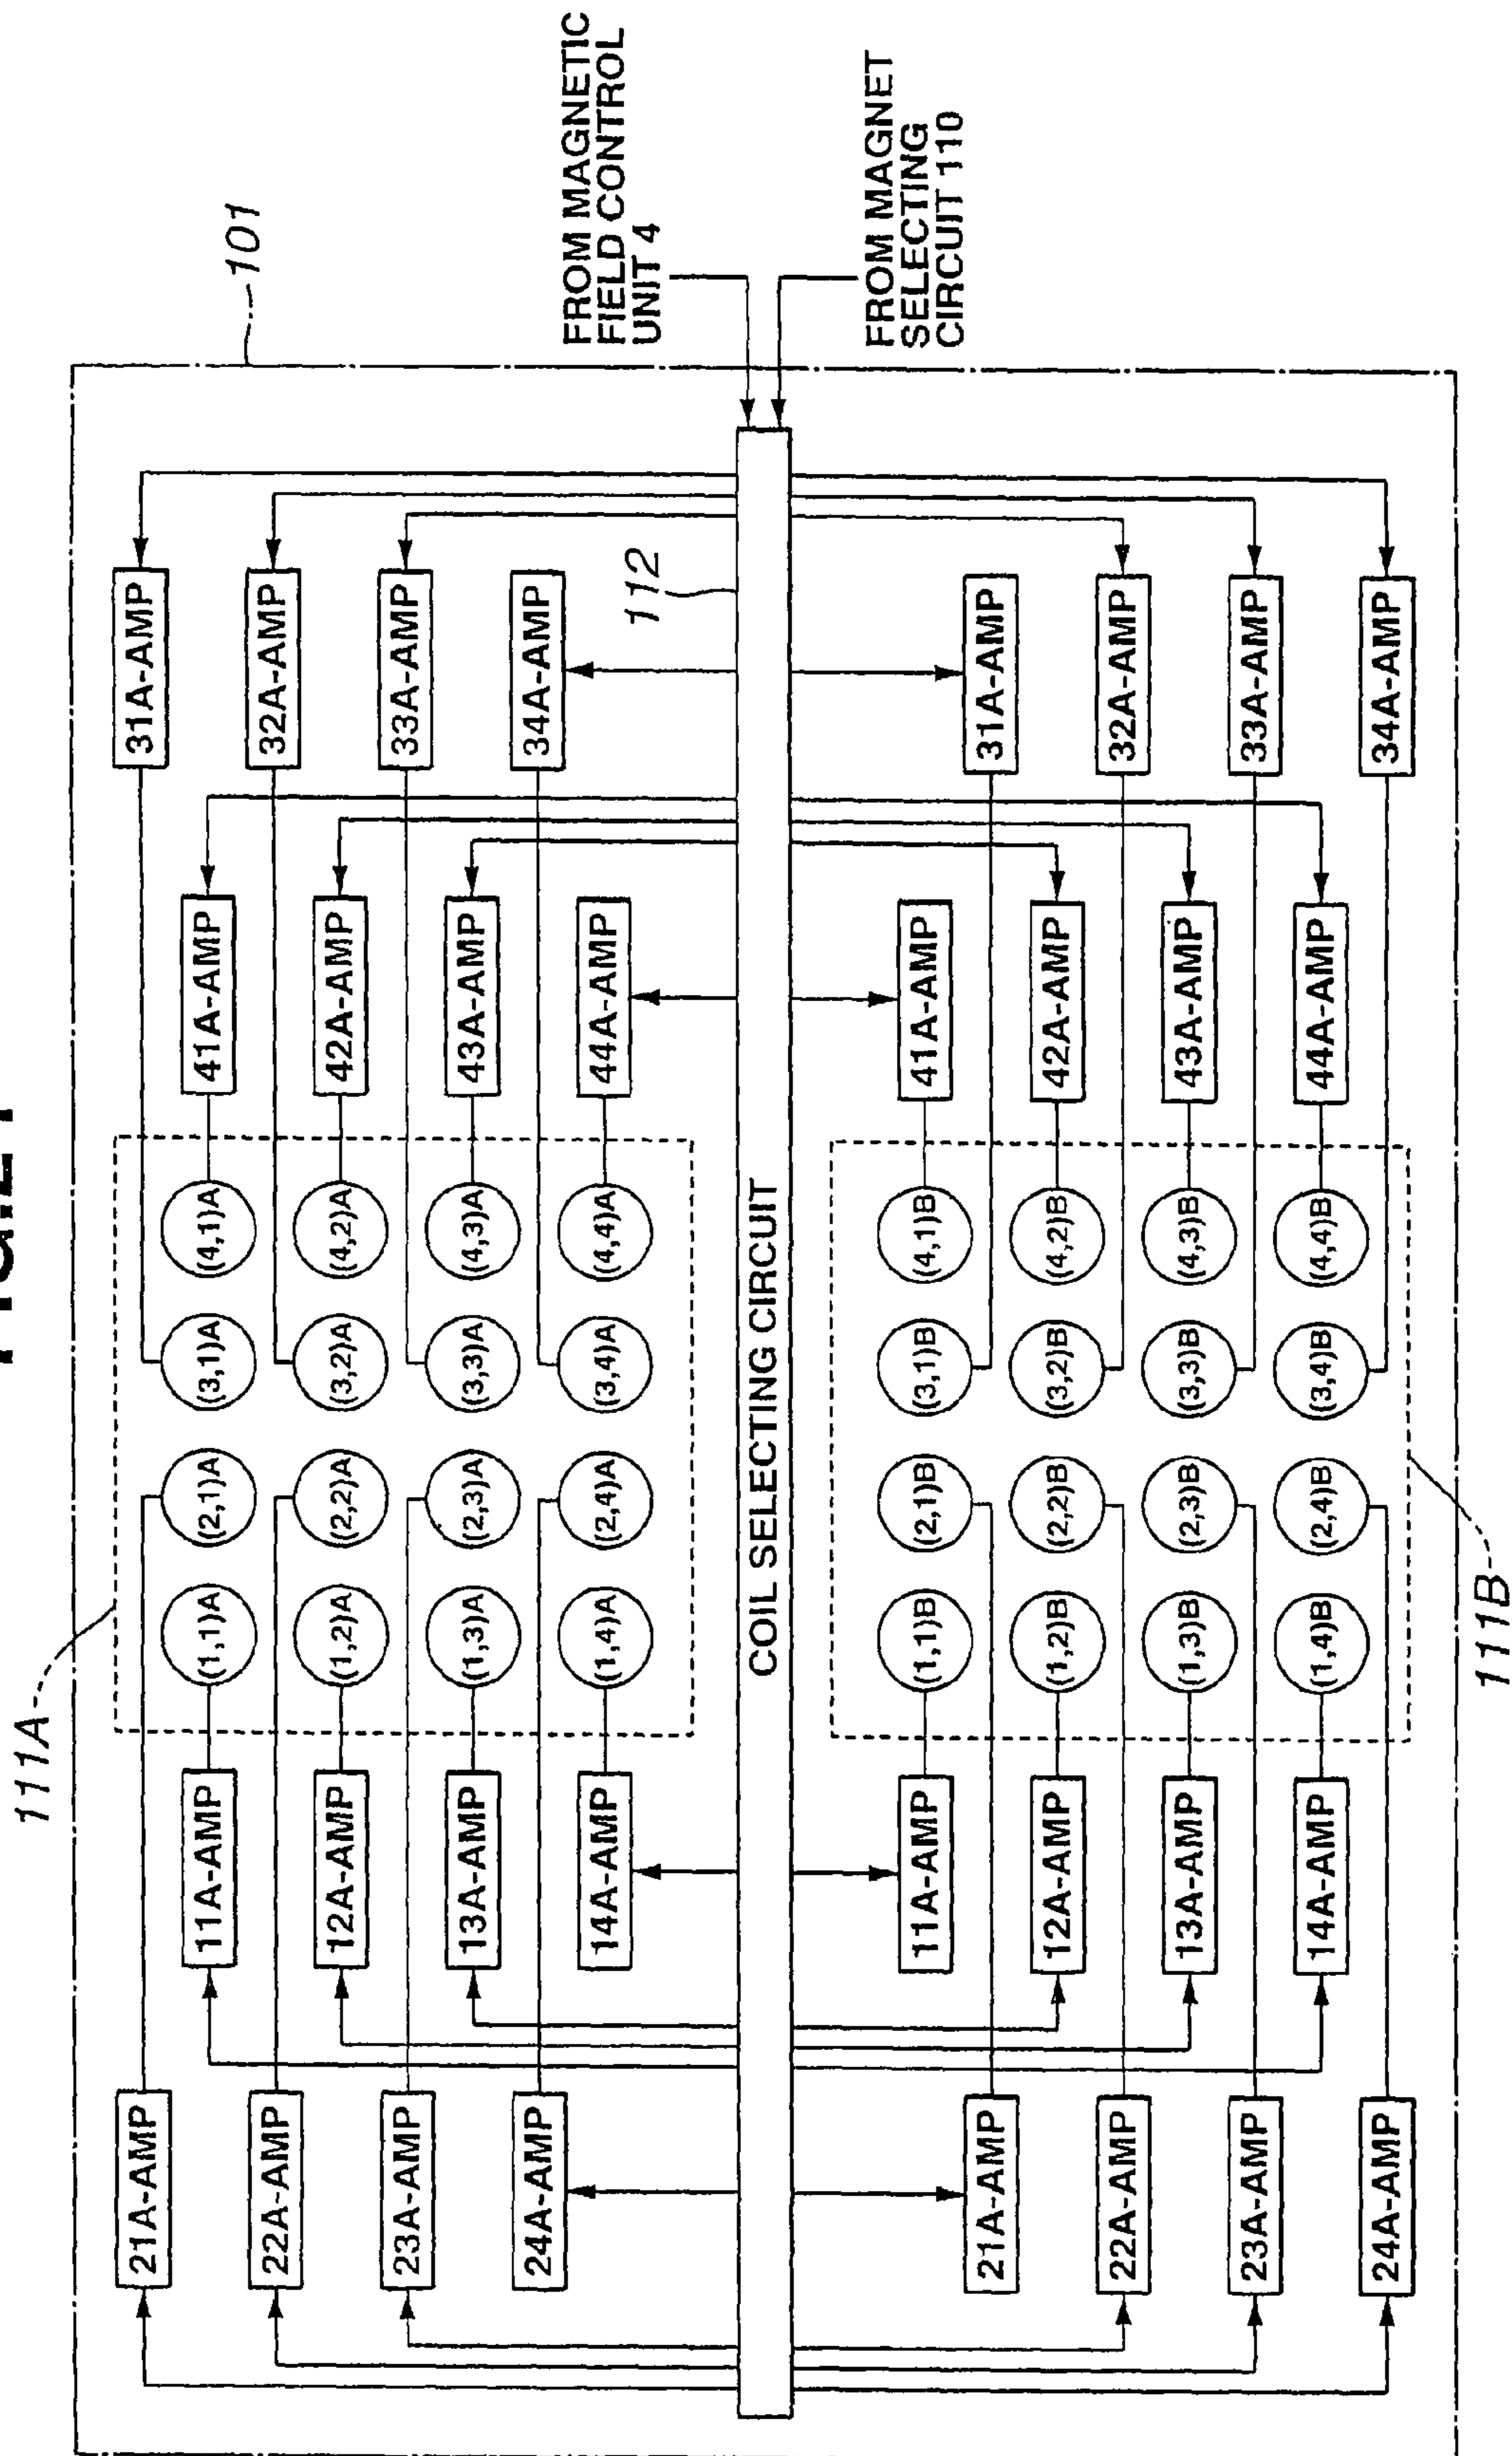 111A
101
21A-AMP
31A-AMP
11A-AMP
(1,1)A
(2,1)A
(3,1)A
(4,1)A
41A-AMP
22A-AMP
32A-AMP
12A-AMP
(1,2)A
(2,2)A
(3,2)A
(4,2)A
42A-AMP
23A-AMP
33A-AMP
13A-AMP
(1,3)A
(2,3)A
(3,3)A
(4,3)A
43A-AMP
24A-AMP
34A-AMP
14A-AMP
(1,4)A
(2,4)A
(3,4)A
(4,4)A
44A-AMP
FROM MAGNETIC
FIELD CONTROL
UNIT 4
112
COIL SELECTING CIRCUIT
FROM MAGNET
SELECTING
CIRCUIT 110
11A-AMP
(1,1)B
(2,1)B
(3,1)B
(4,1)B
41A-AMP
21A-AMP
31A-AMP
12A-AMP
(1,2)B
(2,2)B
(3,2)B
(4,2)B
42A-AMP
22A-AMP
32A-AMP
13A-AMP
(1,3)B
(2,3)B
(3,3)B
(4,3)B
43A-AMP
23A-AMP
33A-AMP
14A-AMP
(1,4)B
(2,4)B
(3,4)B
(4,4)B
44A-AMP
24A-AMP
34A-AMP
111B